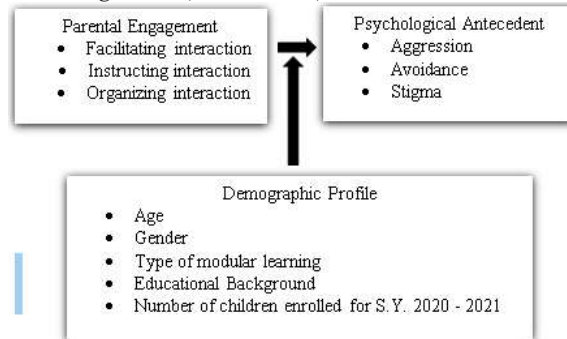 Parental Engagement
• Facilitating interaction
• Instructing interaction
• Organizing interaction
Psychological Antecedent
• Aggression
• Avoidance
• Stigma
Demographic Profile
• Age
• Gender
• Type of modular learning
• Educational Background
• Number of children enrolled for S.Y. 2020 - 2021